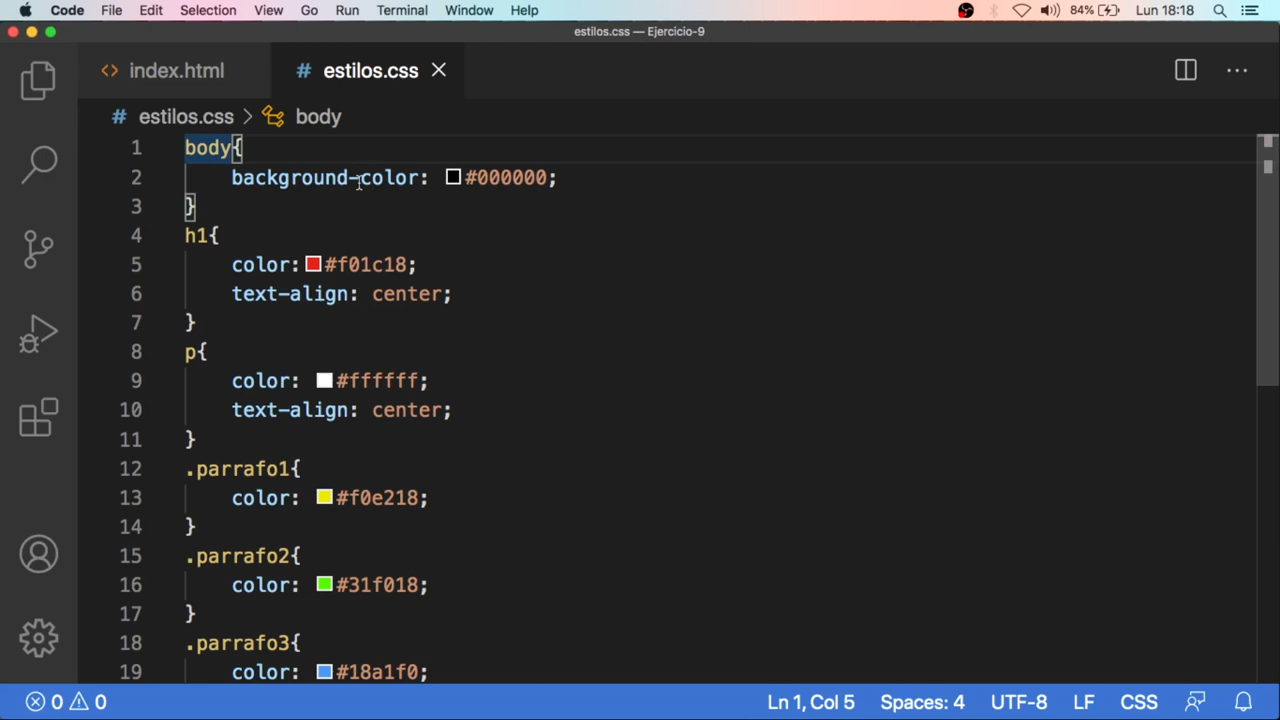 Code File Edit Selection View Go Run Terminal Window Help 84% Lun 18:18
estilos.css — Ejercicio-9
<> index.html # estilos.css
# estilos.css > body
1 body{
2 background-color: #000000;
3 }
4 h1{
5 color: #f01c18;
6 text-align: center;
7 }
8 p{
9 color: #ffffff;
10 text-align: center;
11 }
12 .parrafo1{
13 color: #f0e218;
14 }
15 .parrafo2{
16 color: #31f018;
17 }
18 .parrafo3{
19 color: #18a1f0;
0 0 Ln 1, Col 5 Spaces: 4 UTF-8 LF CSS